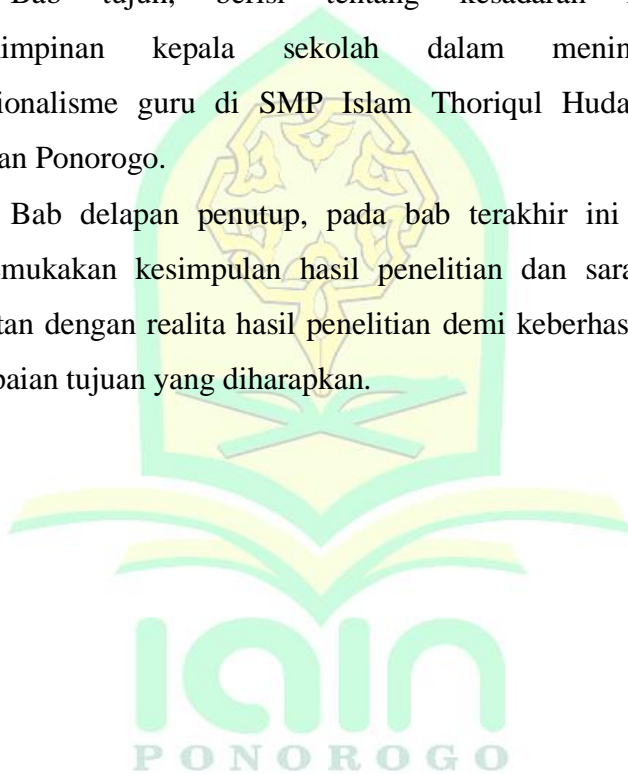 Bab tujuh, berisi tentang kesadaran
impinan kepala sekolah dalam menin
ionalisme guru di SMP Islam Thoriqul Huda
an Ponorogo.
Bab delapan penutup, pada bab terakhir ini
emukakan kesimpulan hasil penelitian dan sara
tan dengan realita hasil penelitian demi keberhas
paian tujuan yang diharapkan.
IAIN
PONOROGO